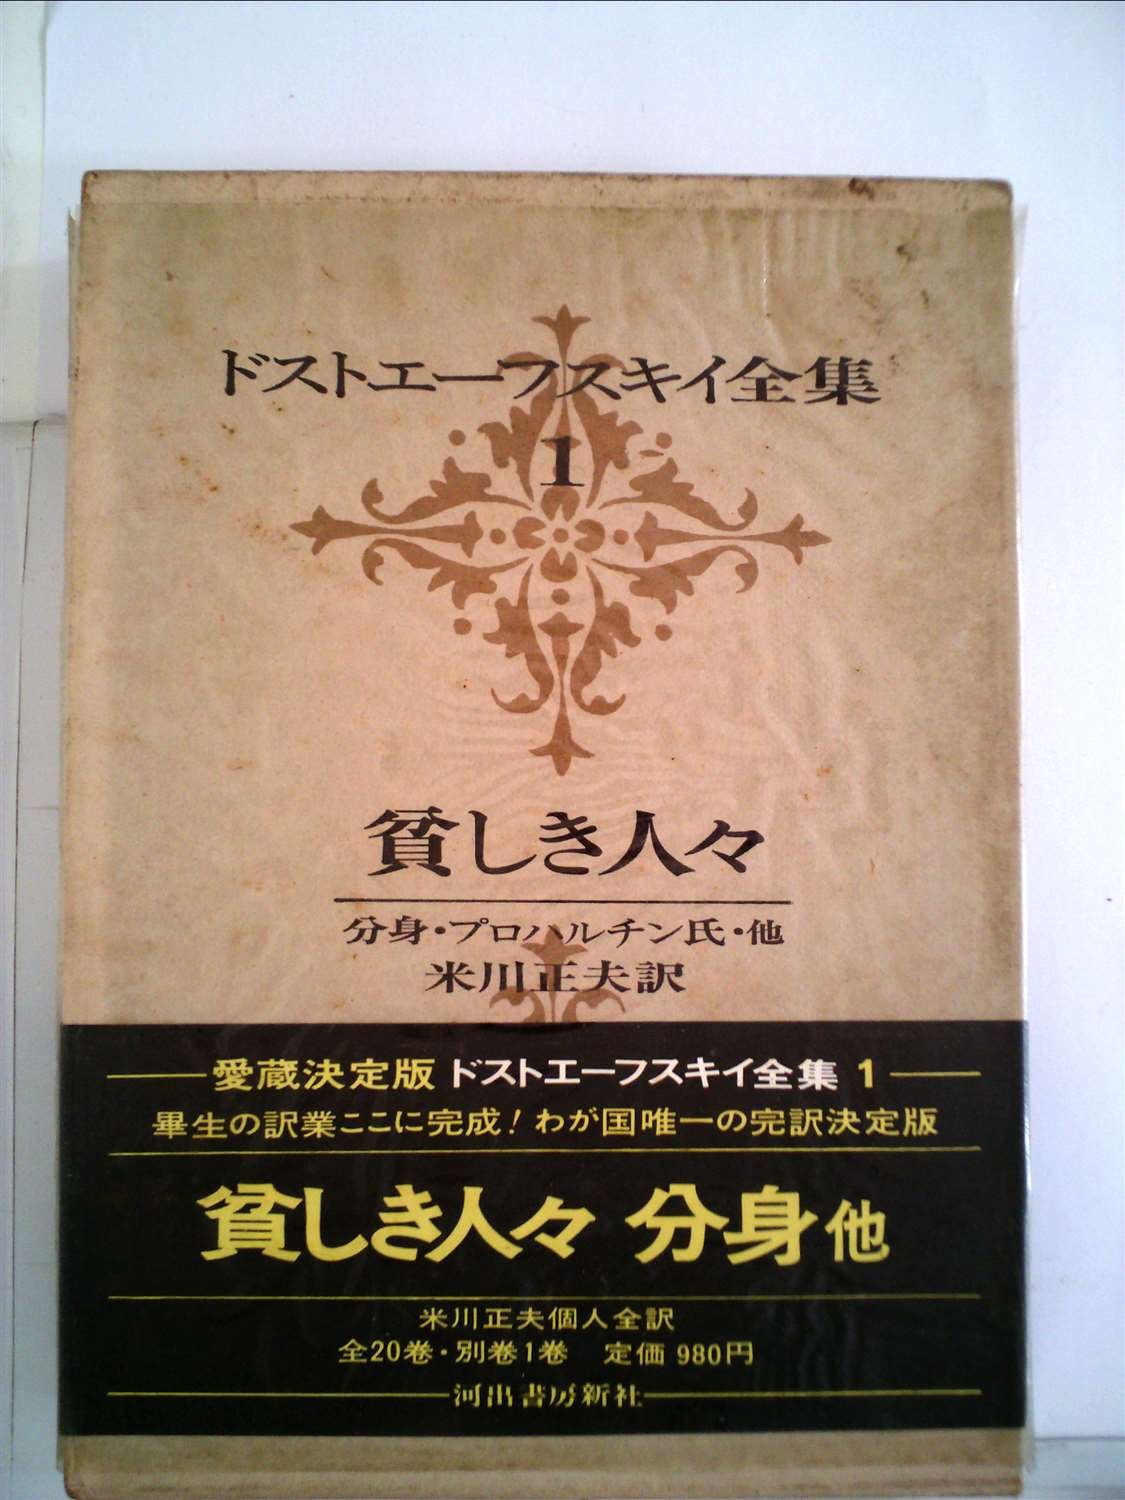 ドストエーフスキイ全集
1
貧しき人々
分身・プロハルチン氏・他
米川正夫訳
愛蔵決定版 ドストエーフスキイ全集 1
畢生の訳業ここに完成! わが国唯一の完訳決定版
貧しき人々 分身 他
米川正夫個人全訳
全20巻・別巻1巻 定価 980円
河出書房新社